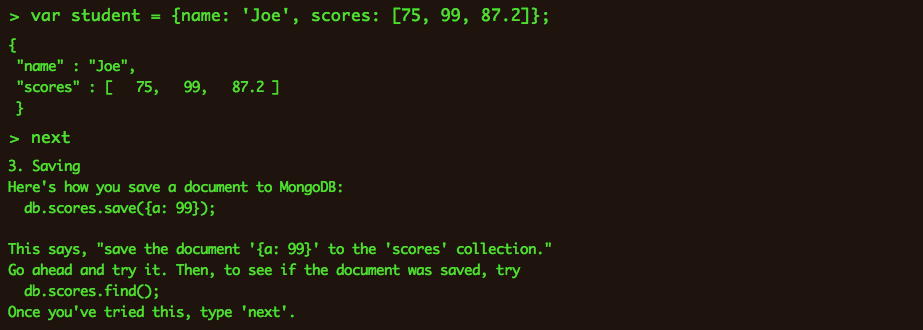 > var student = {name: 'Joe', scores: [75, 99, 87.2]};
{
"name" : "Joe",
"scores" : [ 75, 99, 87.2 ]
}
> next
3. Saving
Here's how you save a document to MongoDB:
db.scores.save({a: 99});
This says, "save the document '{a: 99}' to the 'scores' collection."
Go ahead and try it. Then, to see if the document was saved, try
db.scores.find();
Once you've tried this, type 'next'.